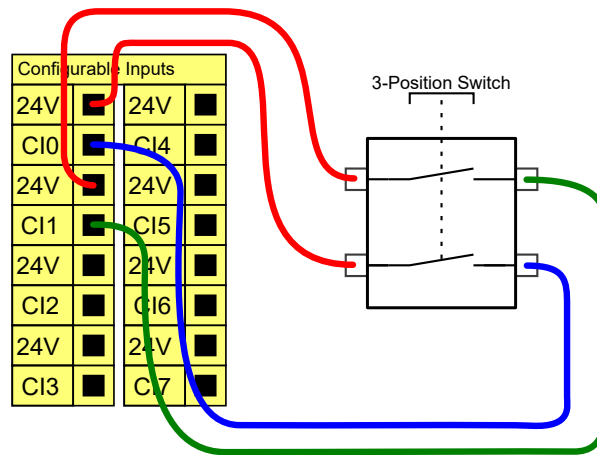 Configurable Inputs
3-Position Switch
24V 24V
CI0 CI4
24V 24V
CI1 CI5
24V 24V
CI2 CI6
24V 24V
CI3 CI7